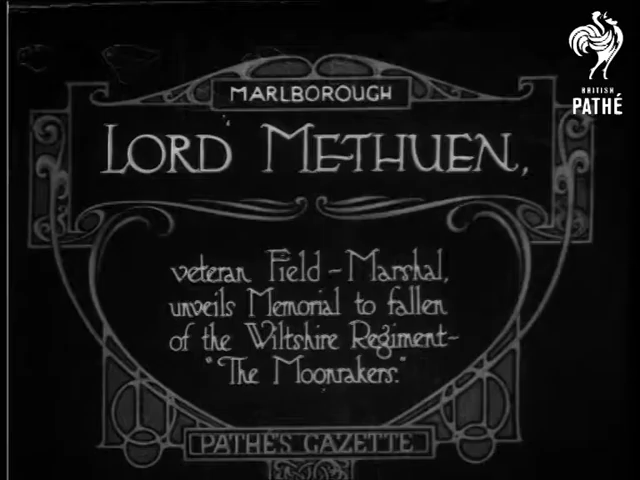 BRITISH
PATHÉ
MARLBOROUGH
LORD METHUEN,
veteran Field-Marshal,
unveils Memorial to fallen
of the Wiltshire Regiment-
"The Moonrakers."
PATHÉ'S GAZETTE